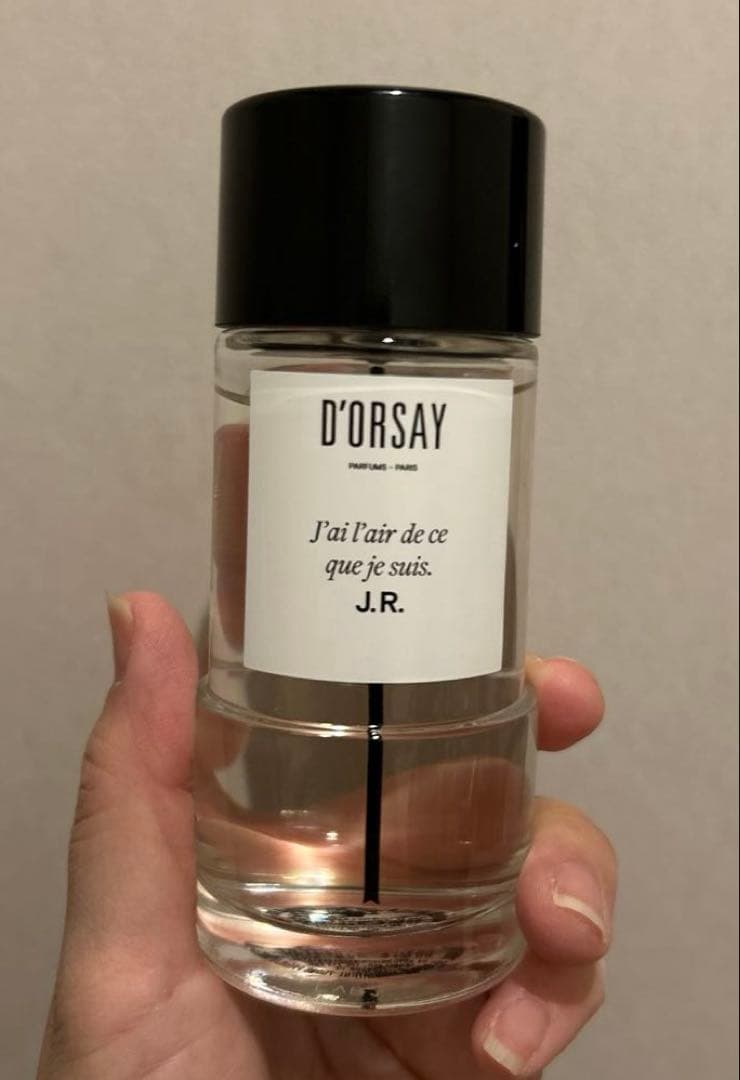 D'ORSAY
PARFUMS - PARIS
J'ai l'air de ce
que je suis.
J.R.